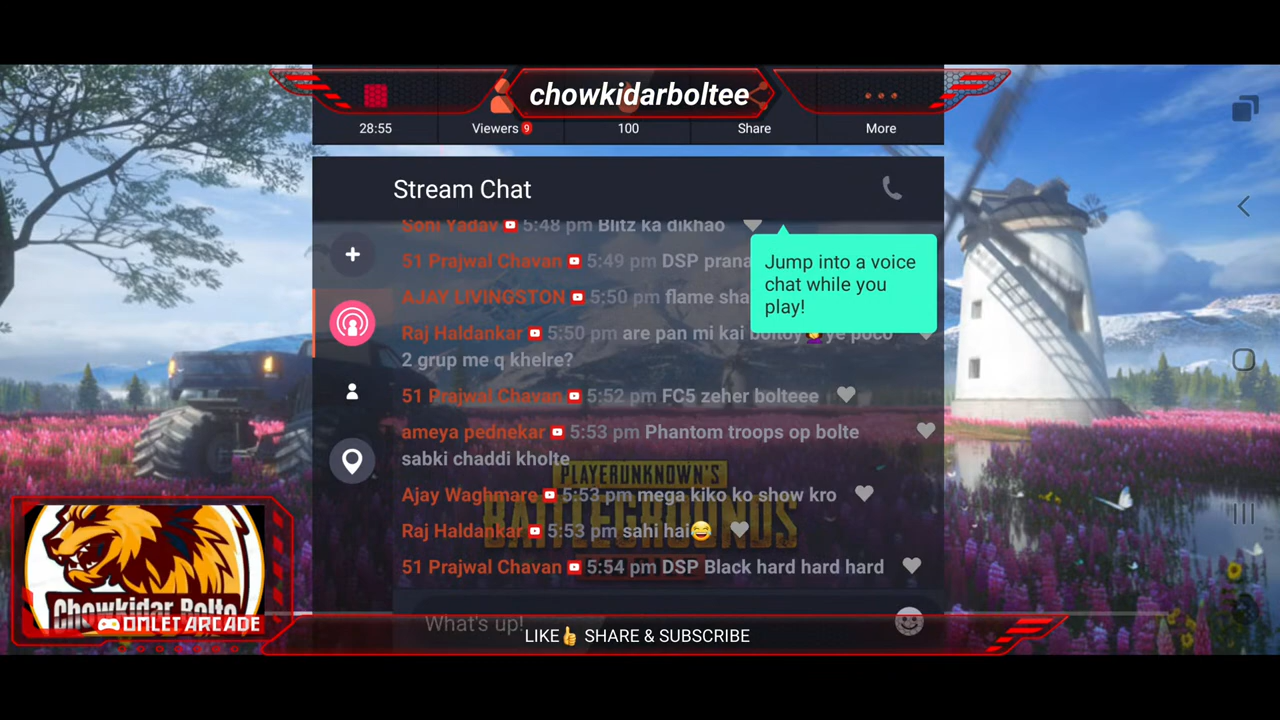 chowkidarboltee
28:55
Viewers 9
100
Share
More
Stream Chat
Soni Yadav 5:48 pm Blitz ka dikhao
51 Prajwal Chavan 5:49 pm DSP prana
Jump into a voice
chat while you
play!
AJAY LIVINGSTON 5:50 pm flame sha
Raj Haldankar 5:50 pm are pan mi kai boltoy🤦‍♀️ye poco
2 grup me q khelre?
51 Prajwal Chavan 5:52 pm FC5 zeher bolteee
ameya pednekar 5:53 pm Phantom troops op bolte
sabki chaddi kholte
PLAYERUNKNOWN'S
BATTLEGROUNDS
Ajay Waghmare 5:53 pm mega kiko ko show kro
Raj Haldankar 5:53 pm sahi hai😅
51 Prajwal Chavan 5:54 pm DSP Black hard hard hard
Chowkidar Bolte
OMLET ARCADE
What's up!
LIKE👍 SHARE & SUBSCRIBE